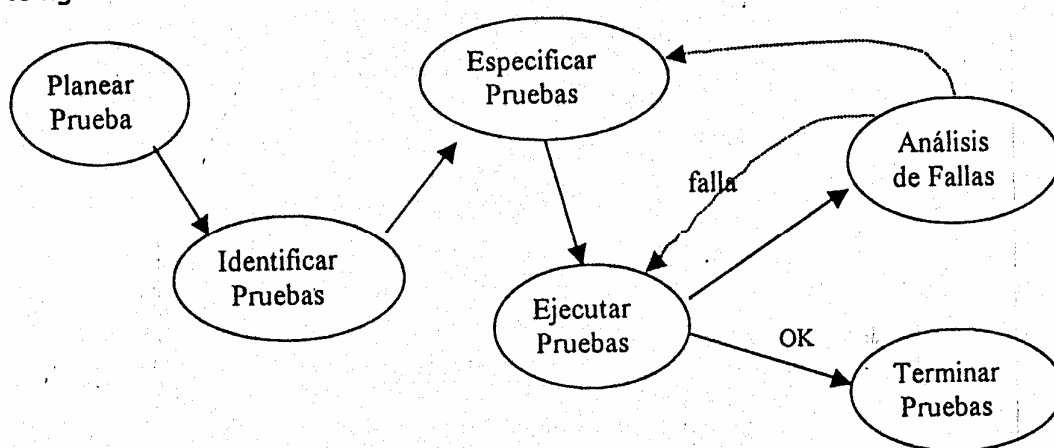 Planear
Prueba
Identificar
Pruebas
Especificar
Pruebas
Ejecutar
Pruebas
falla
Análisis
de Fallas
OK
Terminar
Pruebas